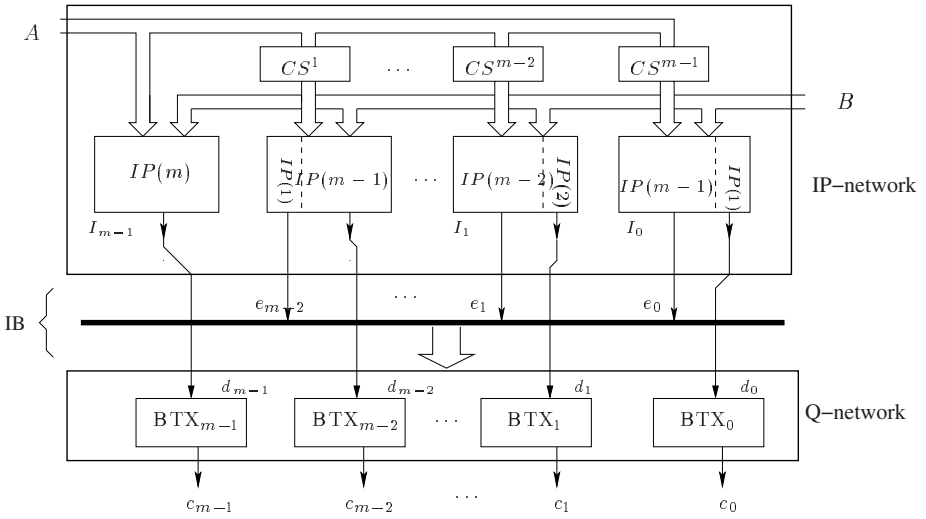 A
CS^1 ... CS^{m-2} CS^{m-1}
B
IP(m) IP(1) IP(m-1) ... IP(m-2) IP(2) IP(m-1) IP(1)
IP-network
I_{m-1} I_1 I_0
e_{m-2} ... e_1 e_0
IB
d_{m-1} d_{m-2} d_1 d_0
BTX_{m-1} BTX_{m-2} ... BTX_1 BTX_0
Q-network
c_{m-1} c_{m-2} ... c_1 c_0